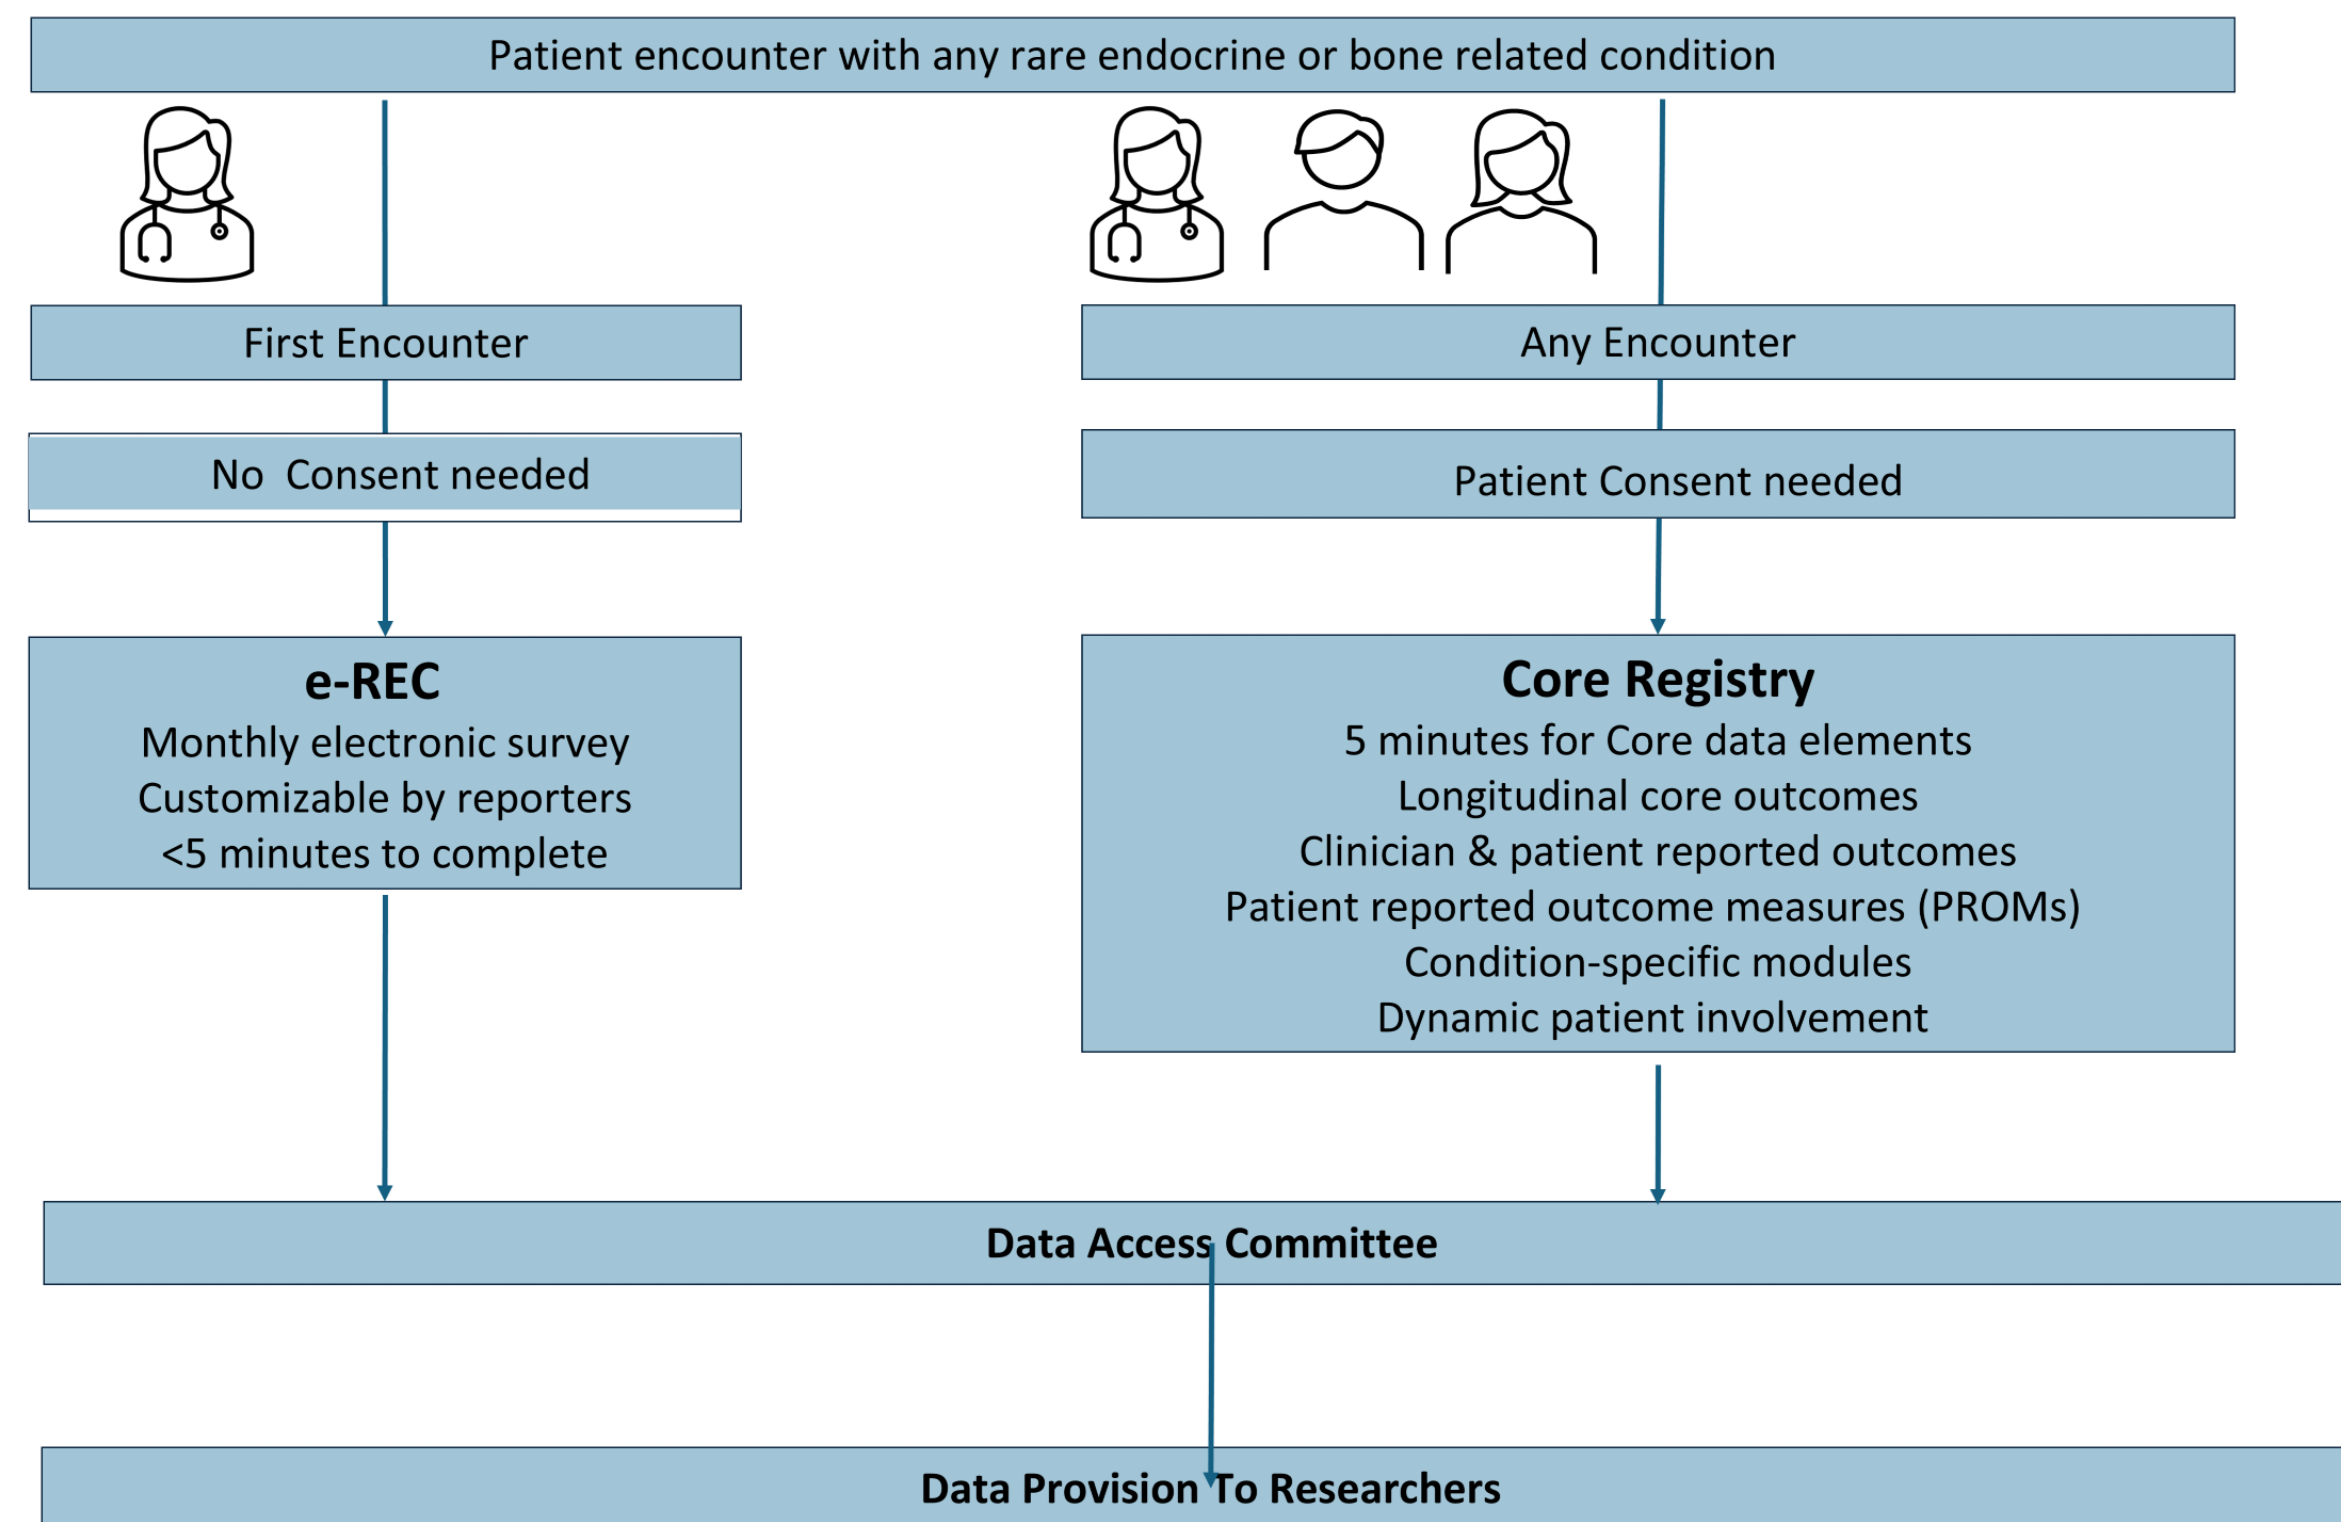 Patient encounter with any rare endocrine or bone related condition
First Encounter
No  Consent needed
e-REC
Monthly electronic survey
Customizable by reporters
<5 minutes to complete
Any Encounter
Patient Consent needed
Core Registry
5 minutes for Core data elements
Longitudinal core outcomes
Clinician & patient reported outcomes
Patient reported outcome measures (PROMs)
Condition-specific modules
Dynamic patient involvement
Data Access Committee
Data Provision To Researchers